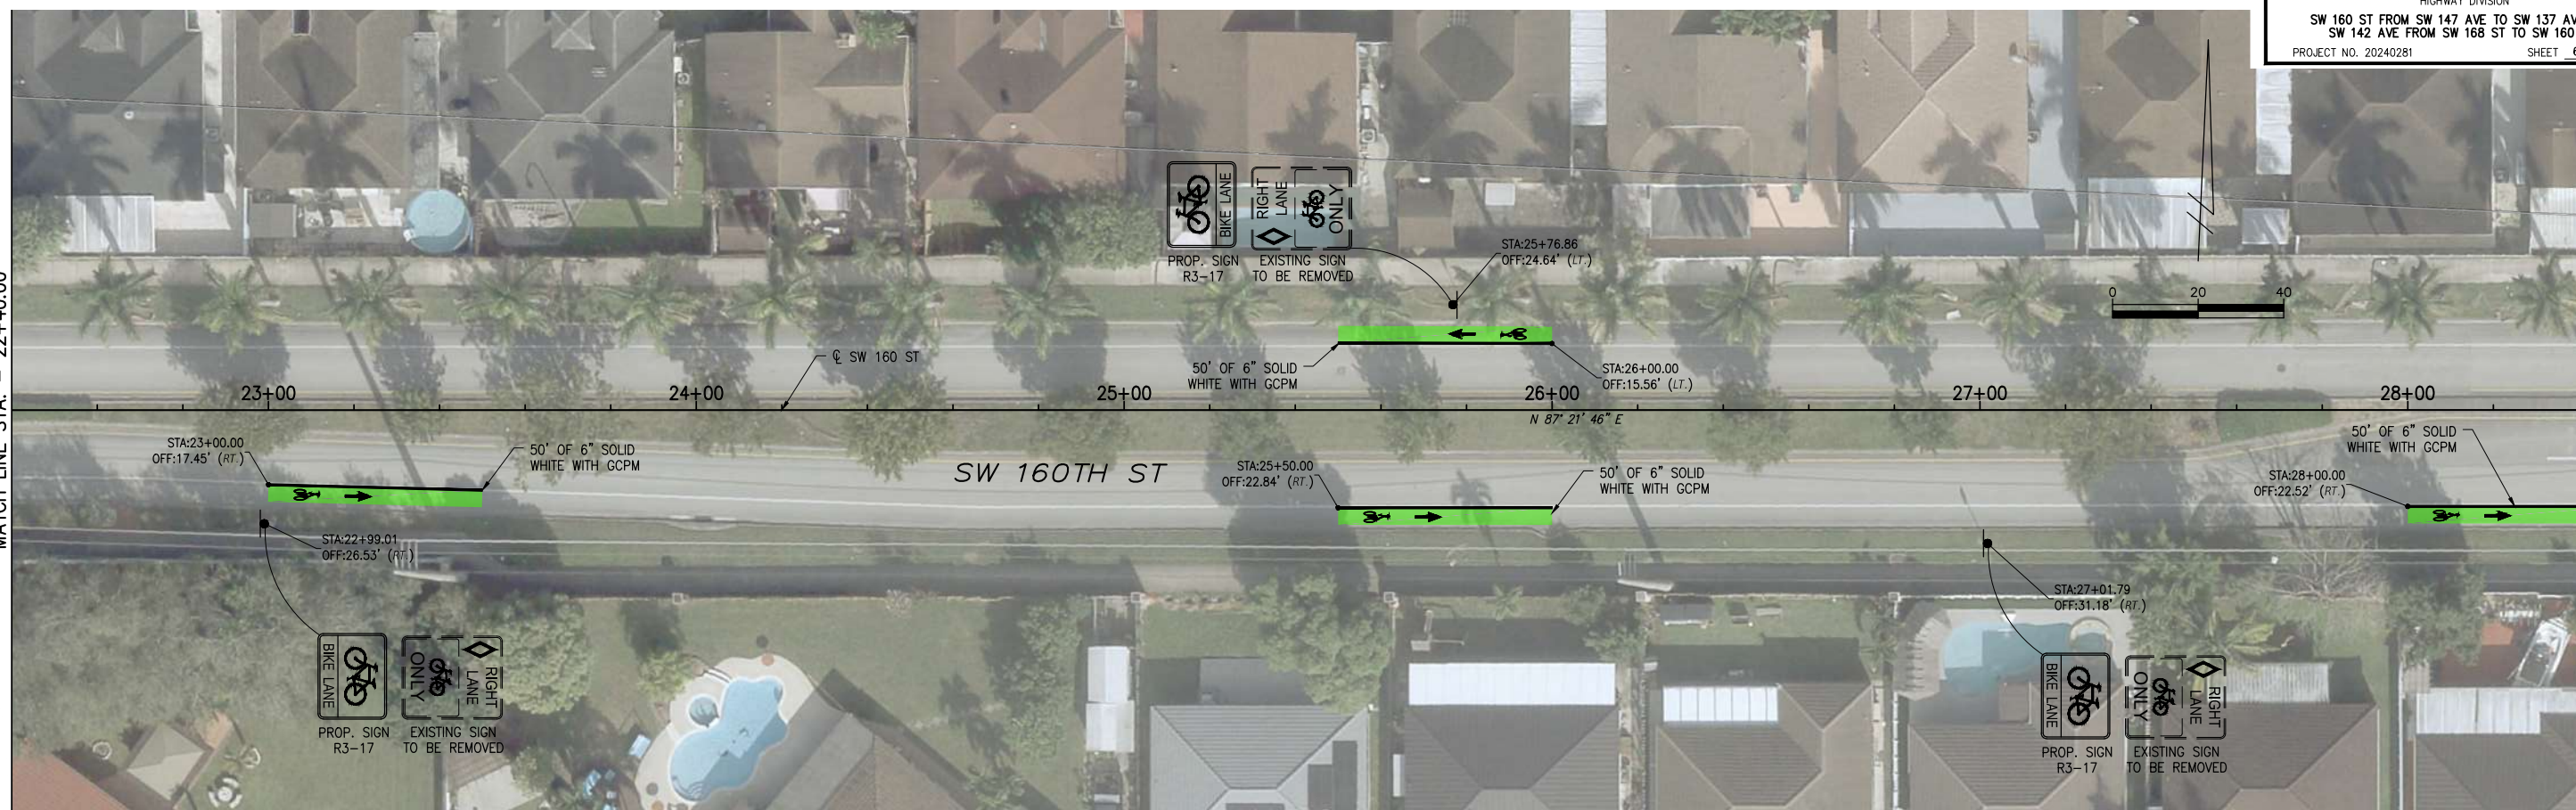 HIGHWAY DIVISION
SW 160 ST FROM SW 147 AVE TO SW 137 AV
SW 142 AVE FROM SW 168 ST TO SW 160
PROJECT NO. 20240281
SHEET 6
BIKE LANE
RIGHT
LANE
ONLY
PROP. SIGN
R3-17
EXISTING SIGN
TO BE REMOVED
STA:25+76.86
OFF:24.64' (LT.)
0 20 40
℄ SW 160 ST
50' OF 6" SOLID
WHITE WITH GCPM
STA:26+00.00
OFF:15.56' (LT.)
23+00 24+00 25+00 26+00 27+00 28+00
N 87° 21' 46" E
STA:23+00.00
OFF:17.45' (RT.)
50' OF 6" SOLID
WHITE WITH GCPM
SW 160TH ST
STA:25+50.00
OFF:22.84' (RT.)
50' OF 6" SOLID
WHITE WITH GCPM
50' OF 6" SOLID
WHITE WITH GCPM
STA:28+00.00
OFF:22.52' (RT.)
STA:22+99.01
OFF:26.53' (RT.)
STA:27+01.79
OFF:31.18' (RT.)
BIKE LANE
ONLY
RIGHT
LANE
PROP. SIGN
R3-17
EXISTING SIGN
TO BE REMOVED
BIKE LANE
ONLY
RIGHT
LANE
PROP. SIGN
R3-17
EXISTING SIGN
TO BE REMOVED